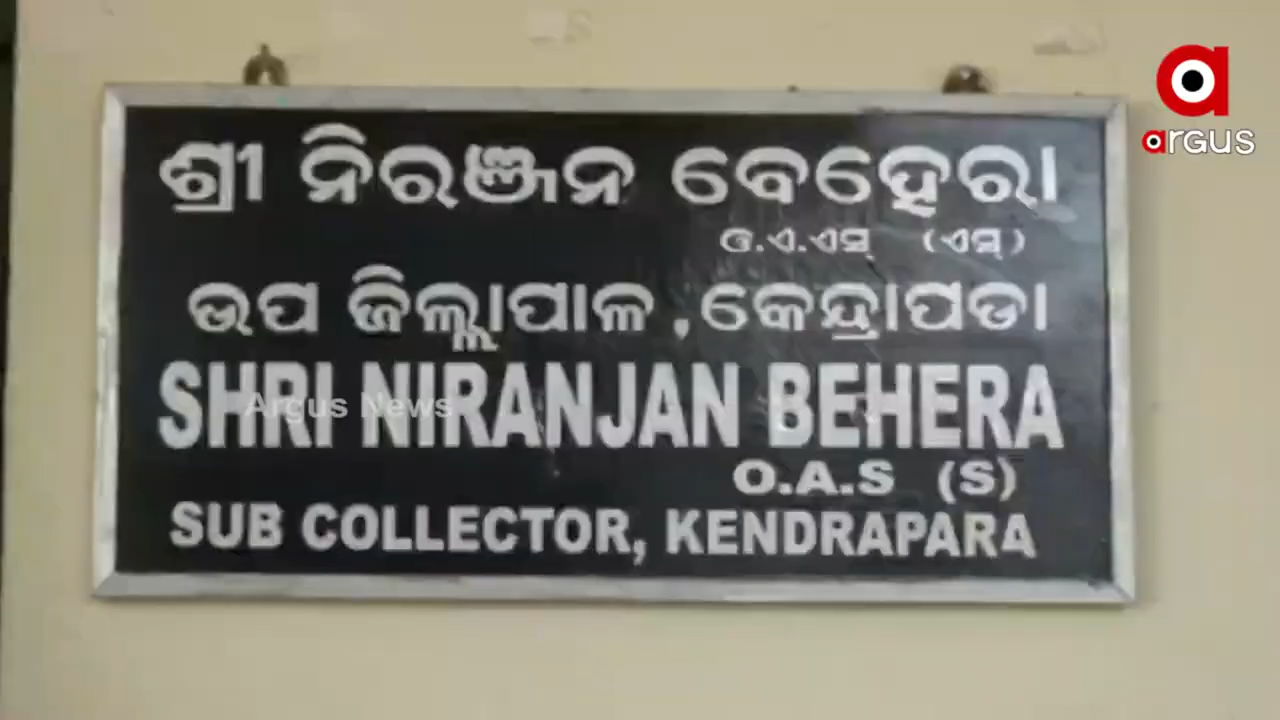 ଶ୍ରୀ ନିରଞ୍ଜନ ବେହେରା
ଓ.ଏ.ଏସ୍ (ଏସ୍)
ଉପ ଜିଲ୍ଲାପାଳ , କେନ୍ଦ୍ରାପଡା
SHRI NIRANJAN BEHERA
Argus News
O.A.S (S)
SUB COLLECTOR, KENDRAPARA
a
arGus